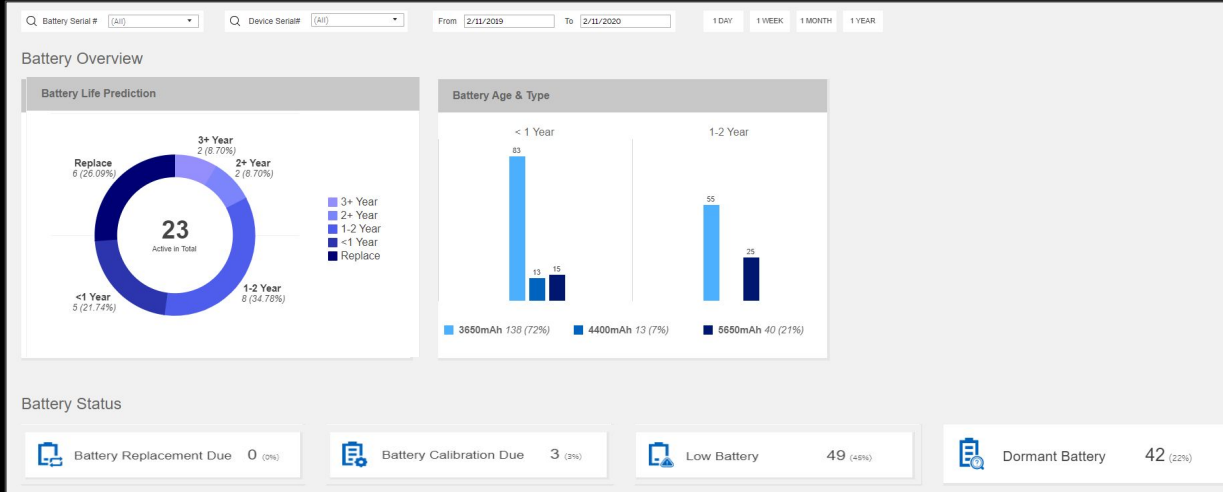 Battery Serial # (All) Device Serial# (All) From 2/11/2019 To 2/11/2020 1 DAY 1 WEEK 1 MONTH 1 YEAR
Battery Overview
Battery Life Prediction
3+ Year
2 (8.70%)
2+ Year
2 (8.70%)
Replace
6 (26.09%)
23
Active in Total
1-2 Year
8 (34.78%)
<1 Year
5 (21.74%)
3+ Year
2+ Year
1-2 Year
<1 Year
Replace
Battery Age & Type
< 1 Year 1-2 Year
83
13
15
55
25
3650mAh 138 (72%) 4400mAh 13 (7%) 5650mAh 40 (21%)
Battery Status
Battery Replacement Due 0 (0%)
Battery Calibration Due 3 (3%)
Low Battery 49 (45%)
Dormant Battery 42 (22%)